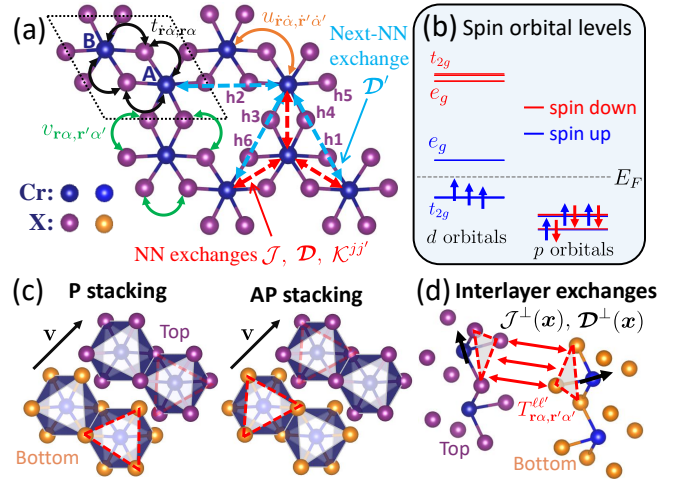 (a)
B
A
t_{ṙα̇,rα}
u_{ṙα̇,ṙ'α̇'}
Next-NN
exchange
𝒟'
h2
h5
h3
h4
h6
h1
v_{rα,r'α'}
Cr:
X:
NN exchanges 𝒥, 𝓓, 𝒦^{jj'}
(b) Spin orbital levels
t_{2g}
e_g
spin down
spin up
e_g
E_F
t_{2g}
d orbitals
p orbitals
(c) P stacking
AP stacking
v
Top
v
Bottom
(d) Interlayer exchanges
𝒥^⊥(x), 𝓓^⊥(x)
T^{ℓℓ'}_{rα,r'α'}
Top
Bottom